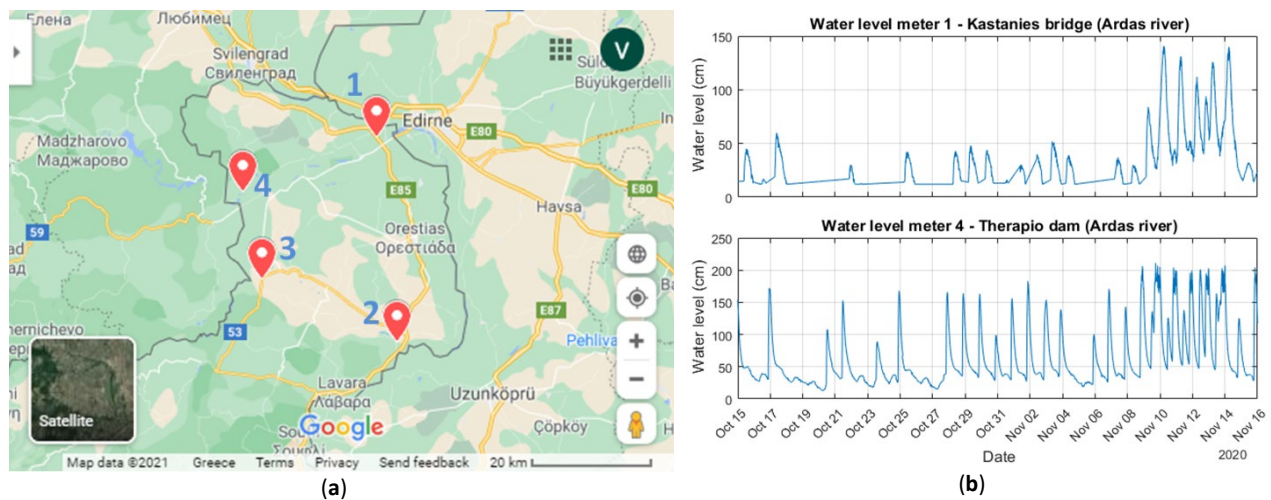 Елена
Любимец
Svilengrad
Свиленград
V
Büyükgerdelli
1
Edirne
E80
Madzharovo
Маджарово
4
E85
E80
59
Havsa
3
Orestias
Ορεστιάδα
2
E87
53
Pehliva
Lavara
Λάβαρα
Uzunköprü
Satellite
Google
Çöpköy
Map data ©2021 Greece Terms Privacy Send feedback 20 km
(a)
Water level meter 1 - Kastanies bridge (Ardas river)
Water level (cm)
150
100
50
0
Water level meter 4 - Therapio dam (Ardas river)
Water level (cm)
250
200
150
100
50
0
Oct 15 Oct 17 Oct 19 Oct 21 Oct 23 Oct 25 Oct 27 Oct 29 Oct 31 Nov 02 Nov 04 Nov 06 Nov 08 Nov 10 Nov 12 Nov 14 Nov 16
Date
2020
(b)